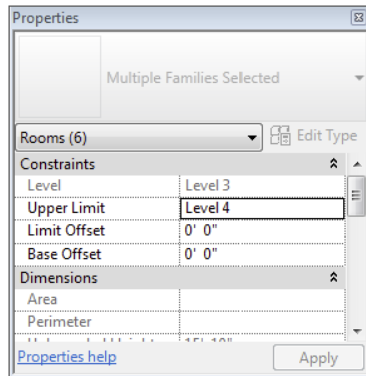 Properties
Multiple Families Selected
Rooms (6) Edit Type
Constraints
Level Level 3
Upper Limit Level 4
Limit Offset 0' 0"
Base Offset 0' 0"
Dimensions
Area
Perimeter
Properties help Apply